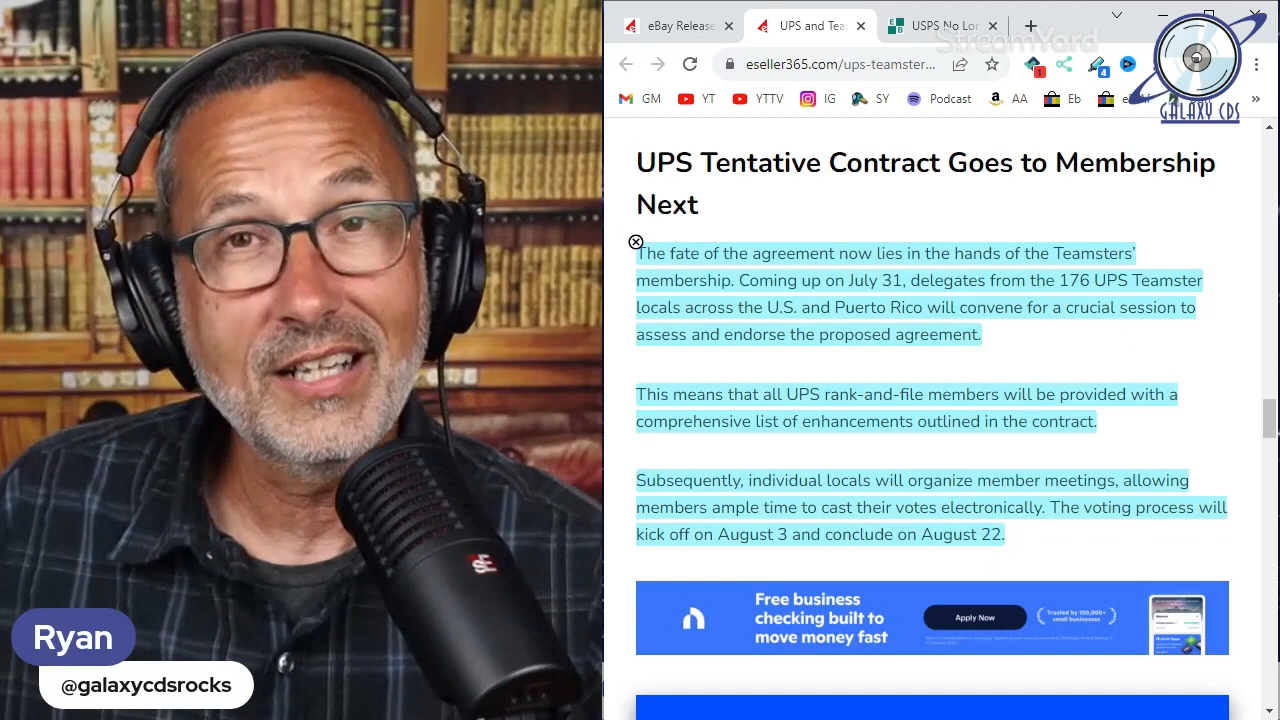 eBay Release
UPS and Tea
USPS No Lon
StreamYard
eseller365.com/ups-teamster...
1
4
GM
YT
YTTV
IG
SY
Podcast
AA
Eb
GALAXY CDS
UPS Tentative Contract Goes to Membership
Next
The fate of the agreement now lies in the hands of the Teamsters’
membership. Coming up on July 31, delegates from the 176 UPS Teamster
locals across the U.S. and Puerto Rico will convene for a crucial session to
assess and endorse the proposed agreement.
This means that all UPS rank-and-file members will be provided with a
comprehensive list of enhancements outlined in the contract.
Subsequently, individual locals will organize member meetings, allowing
members ample time to cast their votes electronically. The voting process will
kick off on August 3 and conclude on August 22.
Free business
checking built to
move money fast
Apply Now
Trusted by 100,000+
small businesses
sE
Ryan
@galaxycdsrocks